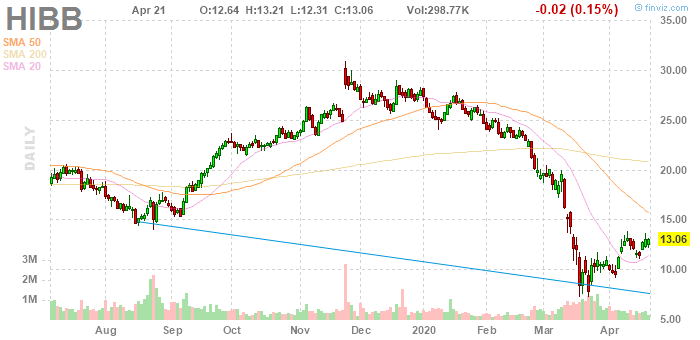 HIBB
Apr 21 O:12.64 H:13.21 L:12.31 C:13.06 Vol:298.77K -0.02 (0.15%)
© finviz.com
SMA 50
SMA 200
SMA 20
DAILY
35.00
30.00
25.00
20.00
15.00
13.06
10.00
5.00
3M
2M
1M
Aug Sep Oct Nov Dec 2020 Feb Mar Apr